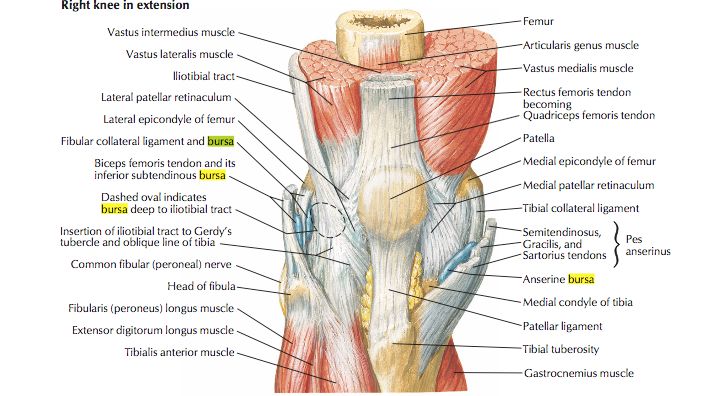 Right knee in extension
Vastus intermedius muscle
Vastus lateralis muscle
Iliotibial tract
Lateral patellar retinaculum
Lateral epicondyle of femur
Fibular collateral ligament and bursa
Biceps femoris tendon and its
inferior subtendinous bursa
Dashed oval indicates
bursa deep to iliotibial tract
Insertion of iliotibial tract to Gerdy's
tubercle and oblique line of tibia
Common fibular (peroneal) nerve
Head of fibula
Fibularis (peroneus) longus muscle
Extensor digitorum longus muscle
Tibialis anterior muscle
Femur
Articularis genus muscle
Vastus medialis muscle
Rectus femoris tendon
becoming
Quadriceps femoris tendon
Patella
Medial epicondyle of femur
Medial patellar retinaculum
Tibial collateral ligament
Semitendinosus,
Gracilis, and
Sartorius tendons
Pes
anserinus
Anserine bursa
Medial condyle of tibia
Patellar ligament
Tibial tuberosity
Gastrocnemius muscle